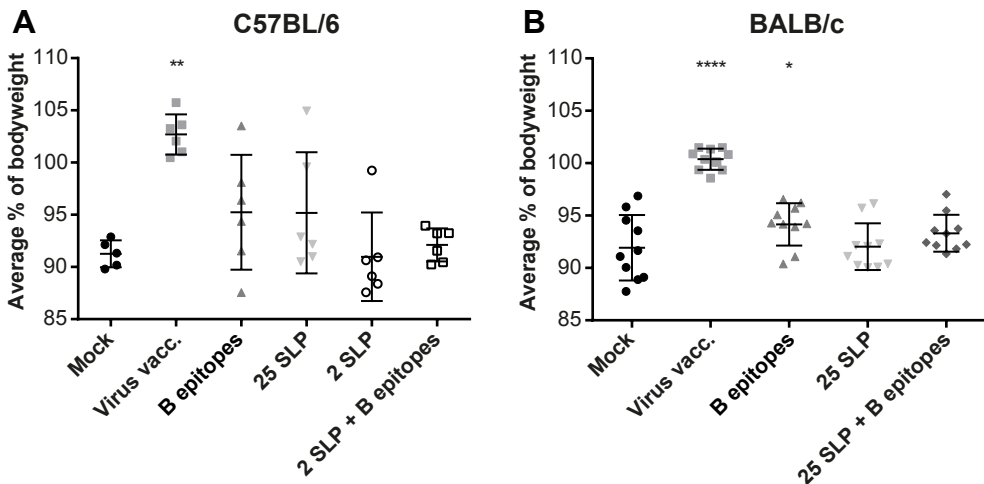 A
C57BL/6
Average % of bodyweight
110
105
100
95
90
85
**
Mock
Virus vacc.
B epitopes
25 SLP
2 SLP
2 SLP + B epitopes
B
BALB/c
Average % of bodyweight
110
105
100
95
90
85
****
*
Mock
Virus vacc.
B epitopes
25 SLP
25 SLP + B epitopes